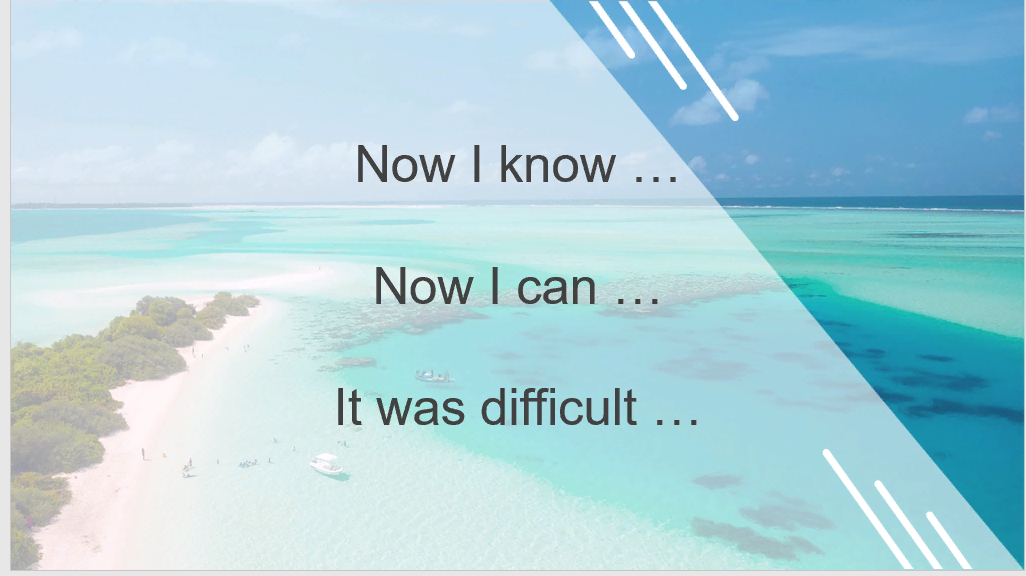 Now I know …
Now I can …
It was difficult …